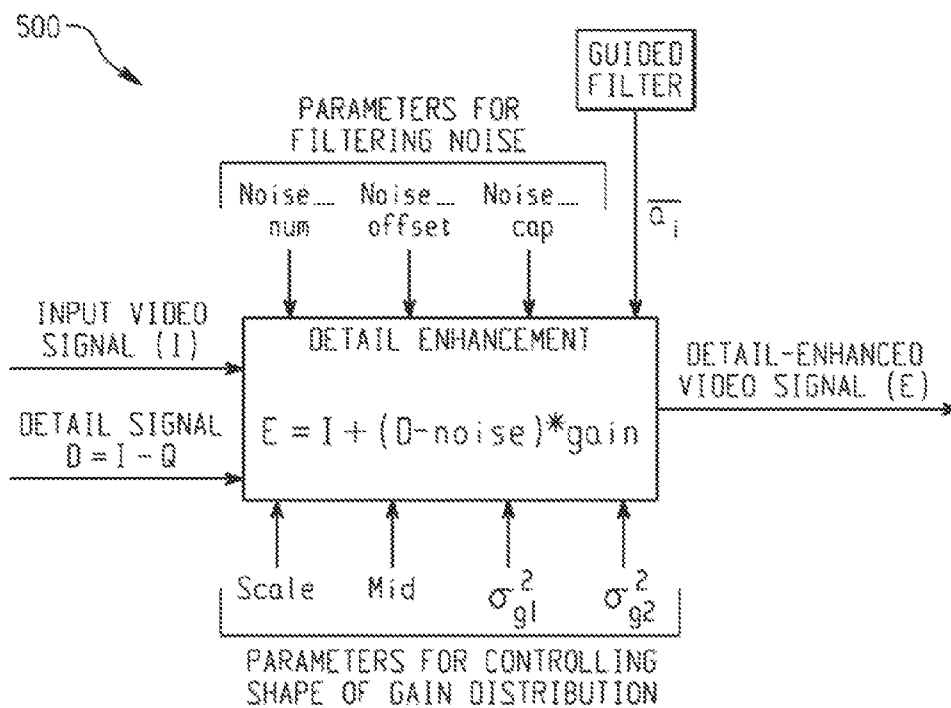 500
GUIDED
FILTER
PARAMETERS FOR
FILTERING NOISE
Noise_ Noise_ Noise_
num offset cap
a̅ᵢ
INPUT VIDEO
SIGNAL (I)
DETAIL ENHANCEMENT
DETAIL-ENHANCED
VIDEO SIGNAL (E)
E = I + (D-noise)*gain
DETAIL SIGNAL
D = I - Q
Scale Mid σ²g1 σ²g2
PARAMETERS FOR CONTROLLING
SHAPE OF GAIN DISTRIBUTION